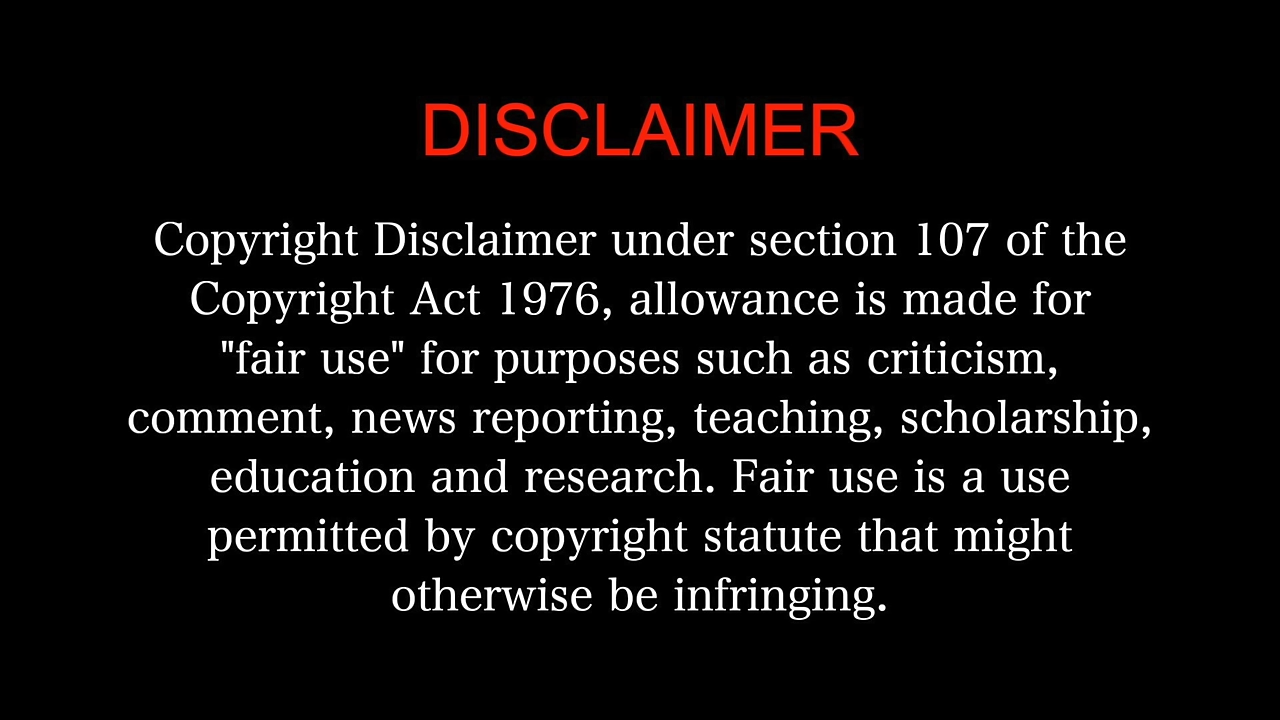 DISCLAIMER
Copyright Disclaimer under section 107 of the
Copyright Act 1976, allowance is made for
"fair use" for purposes such as criticism,
comment, news reporting, teaching, scholarship,
education and research. Fair use is a use
permitted by copyright statute that might
otherwise be infringing.